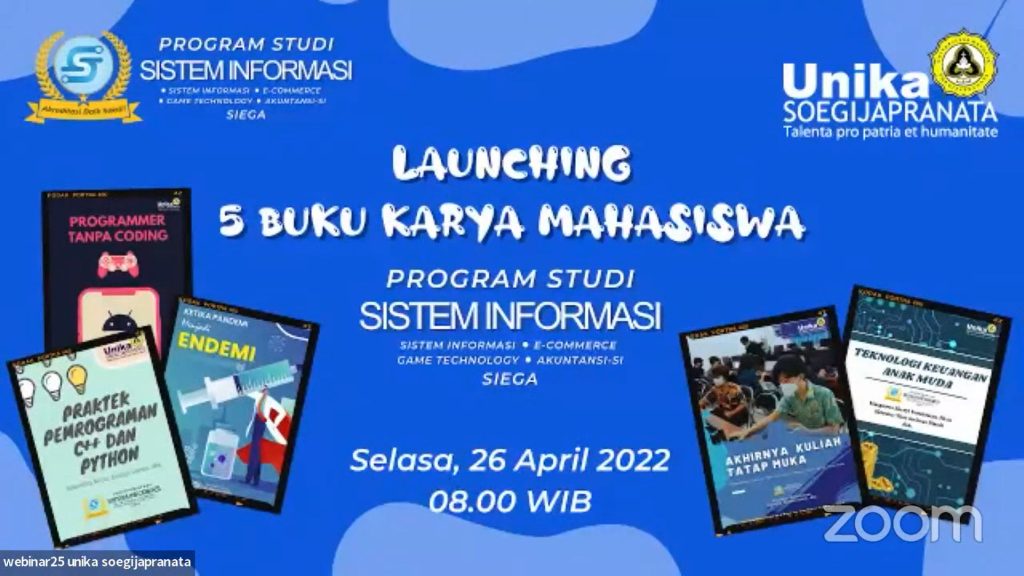 PROGRAM STUDI
SISTEM INFORMASI
• SISTEM INFORMASI • E-COMMERCE
• GAME TECHNOLOGY • AKUNTANSI-SI
SIEGA
Unika
SOEGIJAPRANATA
Talenta pro patria et humanitate
LAUNCHING
5 BUKU KARYA MAHASISWA
PROGRAM STUDI
SISTEM INFORMASI
SISTEM INFORMASI • E-COMMERCE
GAME TECHNOLOGY • AKUNTANSI-SI
SIEGA
Selasa, 26 April 2022
08.00 WIB
PROGRAMMER
TANPA CODING
KETIKA PANDEMI
Menjadi
ENDEMI
Unika
PRAKTEK
PEMROGRAMAN
C++ DAN
PYTHON
AKHIRNYA KULIAH
TATAP MUKA
TEKNOLOGI KEUANGAN
ANAK MUDA
zoom
webinar25 unika soegijapranata